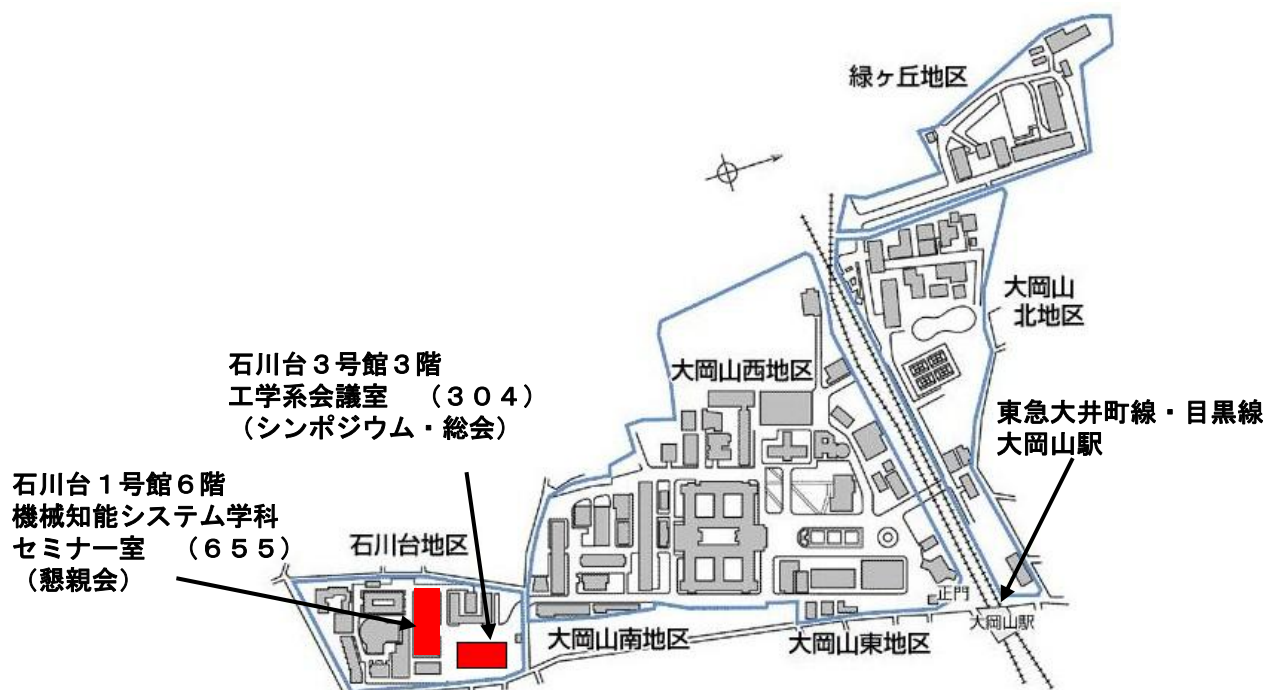 緑ヶ丘地区
大岡山
北地区
大岡山西地区
石川台３号館３階
工学系会議室　（３０４）
（シンポジウム・総会）
東急大井町線・目黒線
大岡山駅
石川台１号館６階
機械知能システム学科
セミナー室　（６５５）
（懇親会）
石川台地区
正門
大岡山駅
大岡山南地区
大岡山東地区